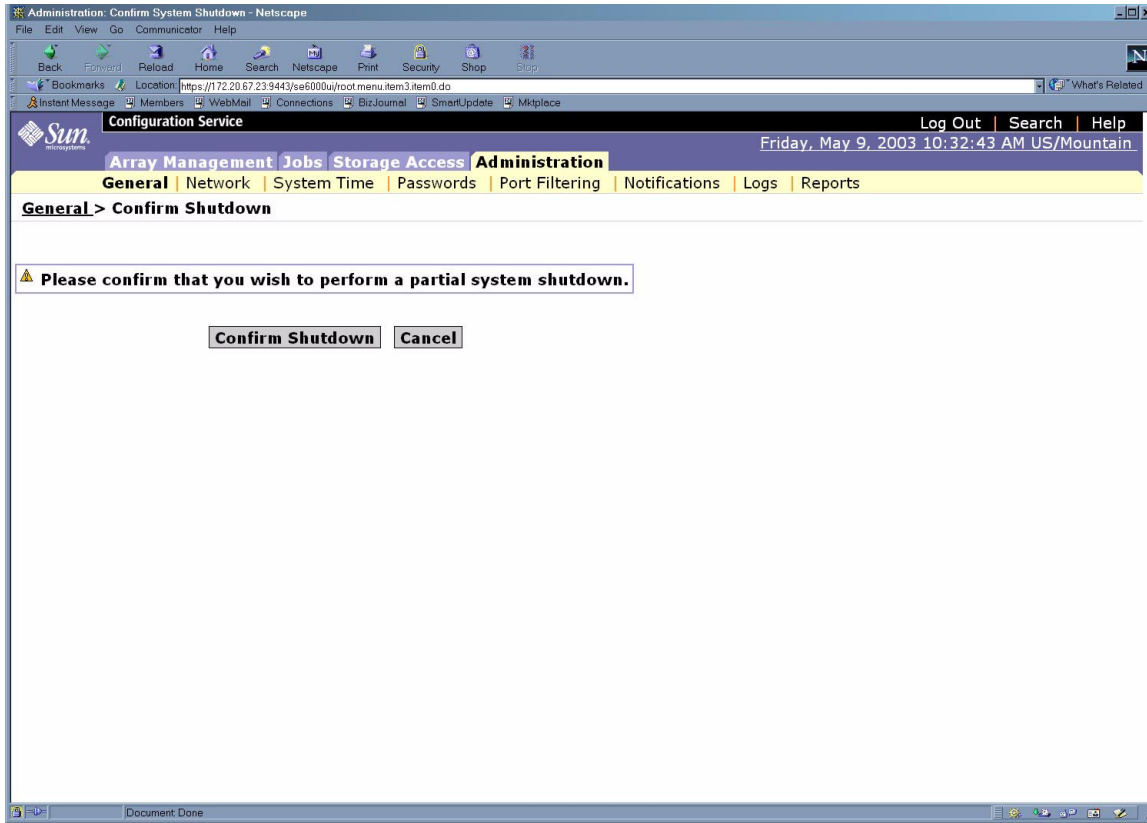 Administration: Confirm System Shutdown - Netscape
File Edit View Go Communicator Help
Back Forward Reload Home Search Netscape Print Security Shop Stop
Bookmarks Location: https://172.20.67.23:9443/se6000ui/root.menu.item3.item0.do What's Related
Instant Message Members WebMail Connections BizJournal SmartUpdate Mktplace
Sun microsystems
Configuration Service
Log Out | Search | Help
Friday, May 9, 2003 10:32:43 AM US/Mountain
Array Management Jobs Storage Access Administration
General | Network | System Time | Passwords | Port Filtering | Notifications | Logs | Reports
General > Confirm Shutdown
Please confirm that you wish to perform a partial system shutdown.
Confirm Shutdown Cancel
Document: Done